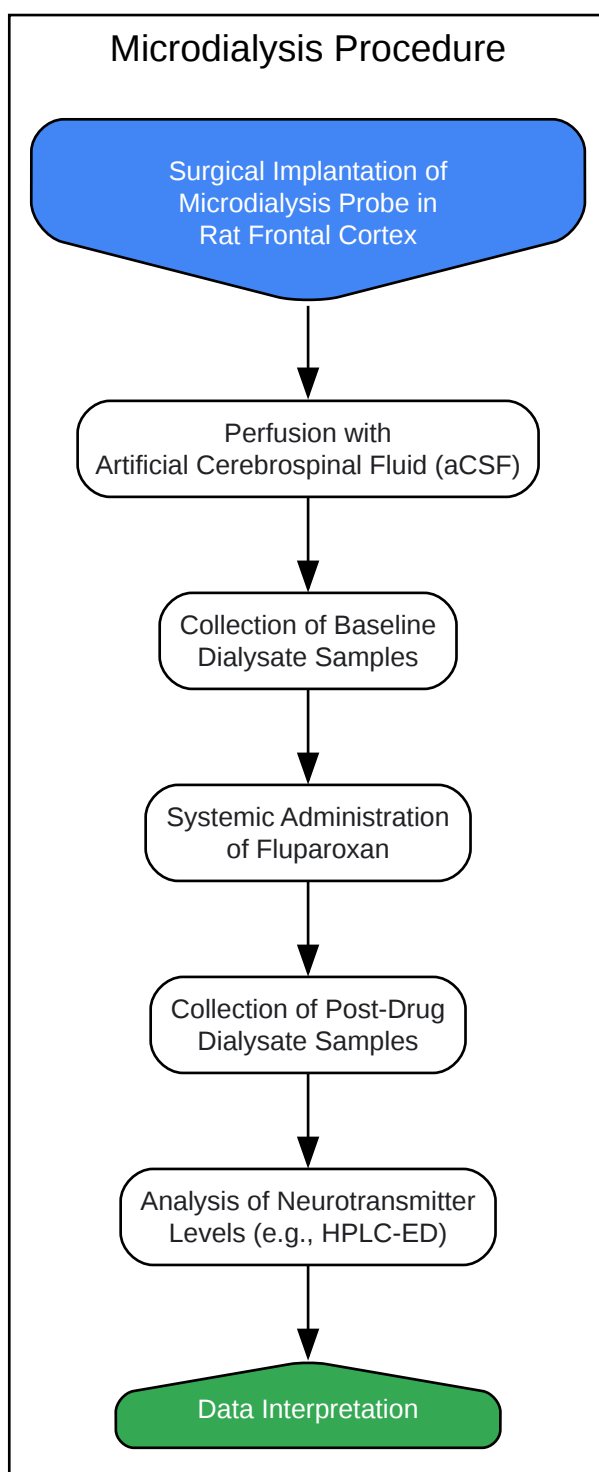 Microdialysis Procedure
Surgical Implantation of
Microdialysis Probe in
Rat Frontal Cortex
Perfusion with
Artificial Cerebrospinal Fluid (aCSF)
Collection of Baseline
Dialysate Samples
Systemic Administration
of Fluparoxan
Collection of Post-Drug
Dialysate Samples
Analysis of Neurotransmitter
Levels (e.g., HPLC-ED)
Data Interpretation